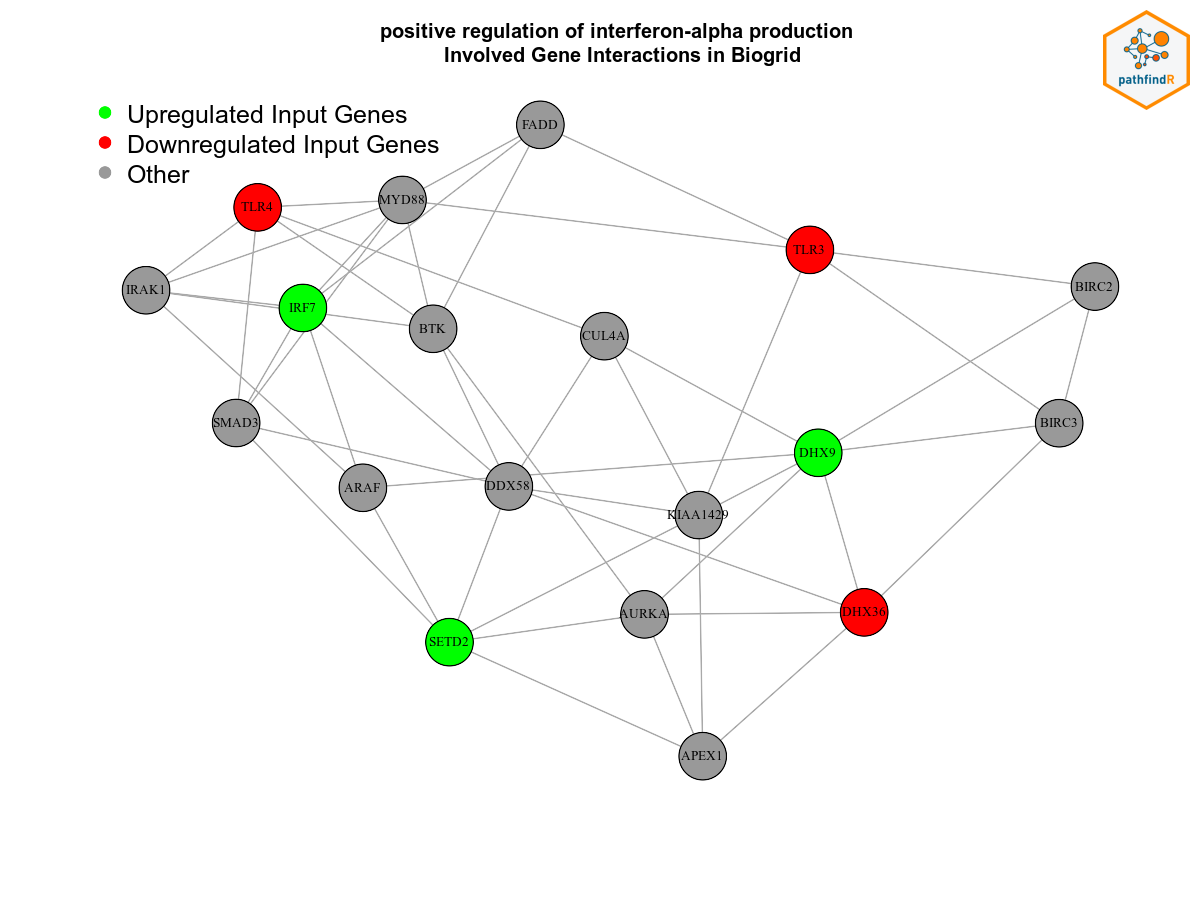 positive regulation of interferon-alpha production
Involved Gene Interactions in Biogrid
pathfindR
Upregulated Input Genes
Downregulated Input Genes
Other
FADD
MYD88
TLR4
TLR3
IRAK1
BIRC2
IRF7
BTK
CUL4A
SMAD3
BIRC3
DHX9
ARAF
DDX58
KIAA1429
AURKA
DHX36
SETD2
APEX1